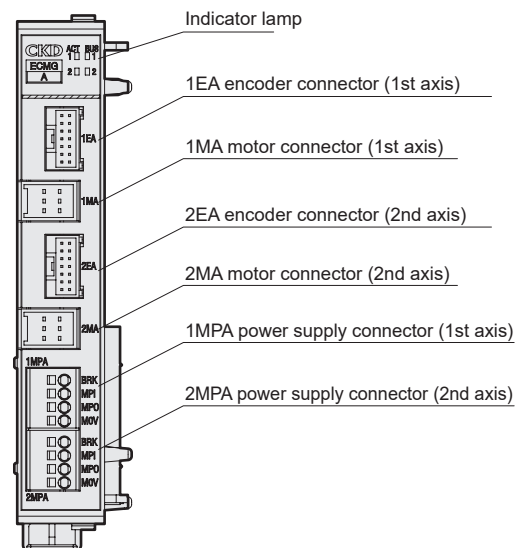 Indicator lamp
CKD ACT BUS
1 1
ECMG
A 2 2
1EA encoder connector (1st axis)
1EA
1MA motor connector (1st axis)
1MA
2EA encoder connector (2nd axis)
2EA
2MA motor connector (2nd axis)
2MA
1MPA power supply connector (1st axis)
1MPA
BRK
MPI
MPO
M0V
2MPA power supply connector (2nd axis)
BRK
MPI
MPO
M0V
2MPA